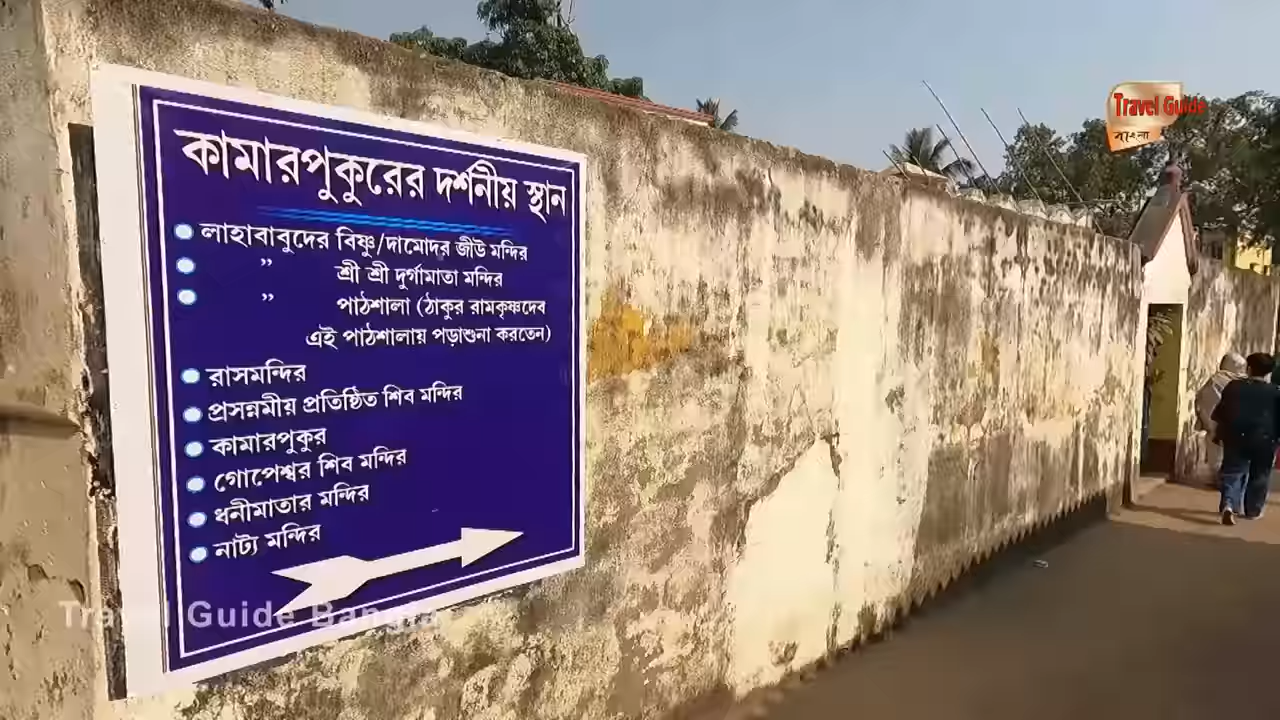 কামারপুকুরের দর্শনীয় স্থান
লাহাবাবুদের বিষ্ণু/দামোদর জীউ মন্দির
” শ্রী শ্রী দুর্গামাতা মন্দির
” পাঠশালা (ঠাকুর রামকৃষ্ণদেব
এই পাঠশালায় পড়াশুনা করতেন)
রাসমন্দির
প্রসন্নমীয় প্রতিষ্ঠিত শিব মন্দির
কামারপুকুর
গোপেশ্বর শিব মন্দির
ধনীমাতার মন্দির
নাট্য মন্দির
Travel Guide
বাংলা
Travel Guide Bangla